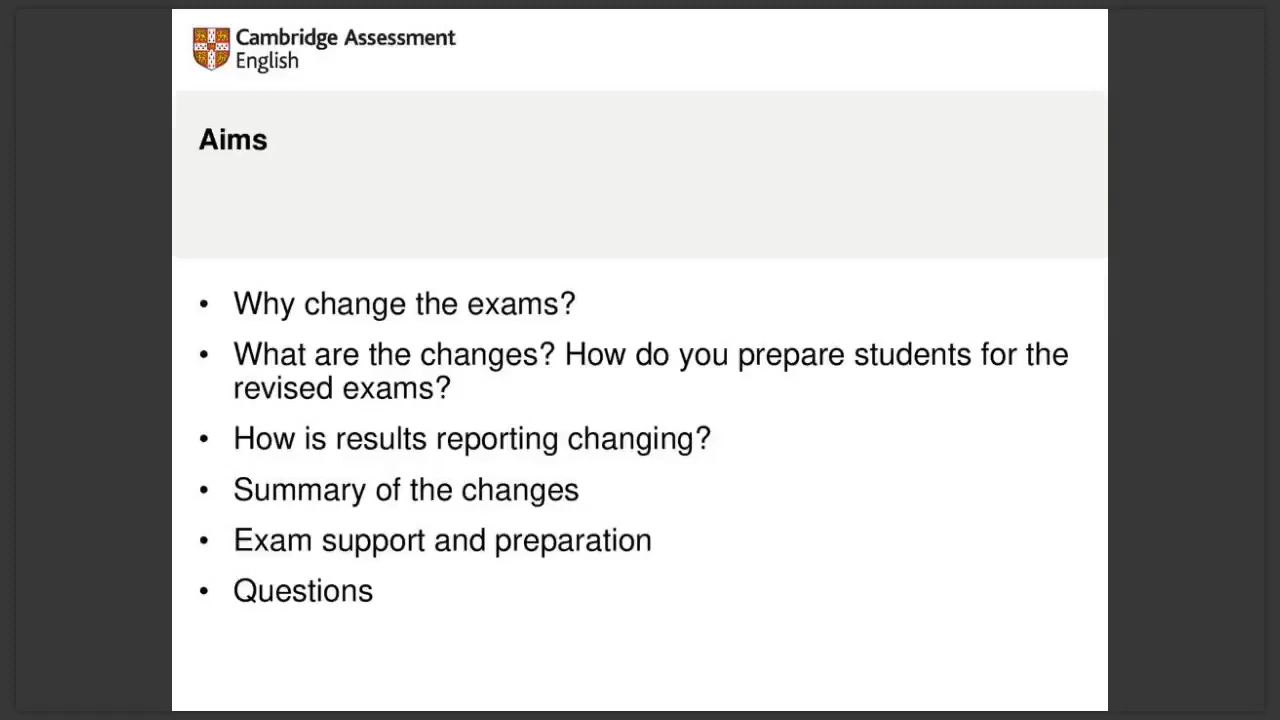 Cambridge Assessment
English
Aims
• Why change the exams?
• What are the changes? How do you prepare students for the
revised exams?
• How is results reporting changing?
• Summary of the changes
• Exam support and preparation
• Questions